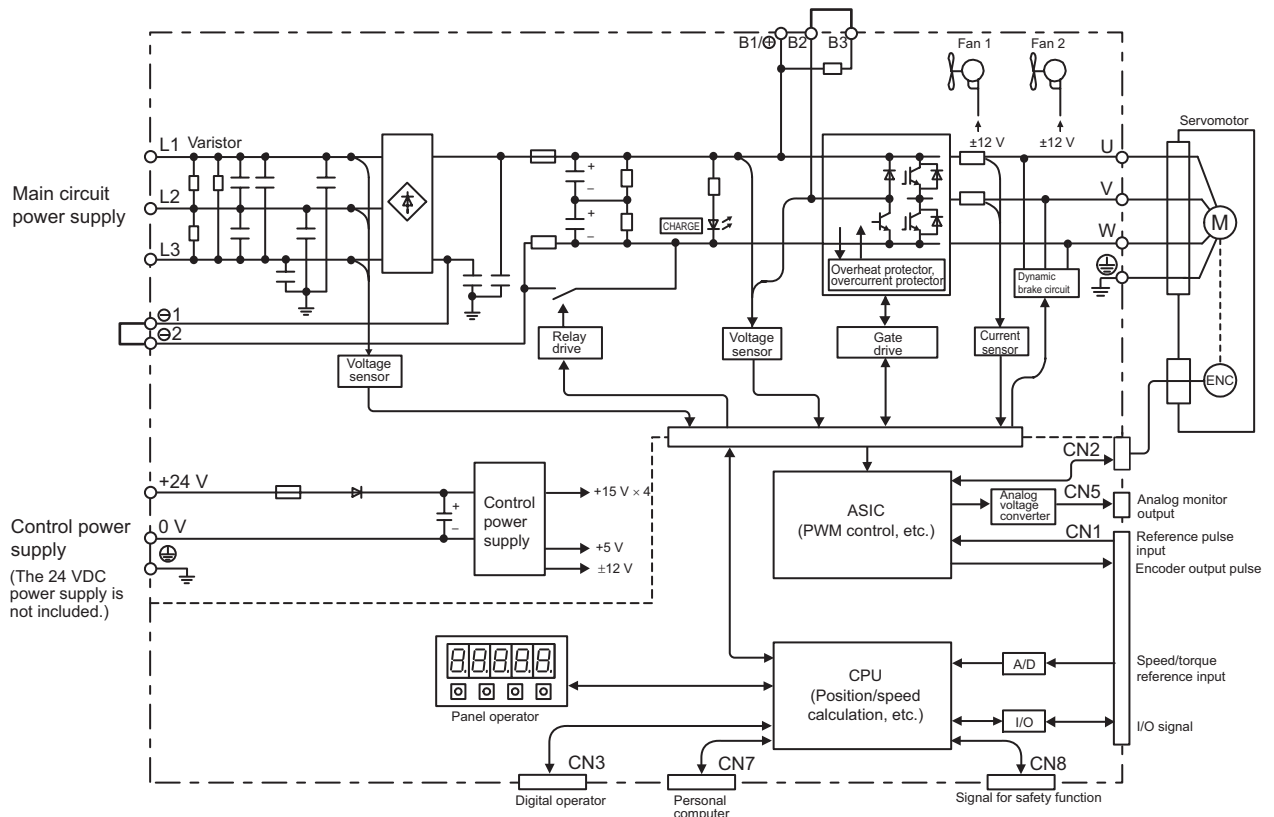 B1/⊕ B2 B3
Fan 1 Fan 2
±12 V ±12 V
Servomotor
Main circuit
power supply
L1 Varistor
L2
L3
⊖1
⊖2
+
–
+
–
CHARGE
Overheat protector,
overcurrent protector
U
V
W
M
Dynamic
brake circuit
Voltage
sensor
Relay
drive
Voltage
sensor
Gate
drive
Current
sensor
ENC
Control power
supply
(The 24 VDC
power supply is
not included.)
+24 V
0 V
+
–
Control
power
supply
+15 V × 4
+5 V
±12 V
ASIC
(PWM control, etc.)
Analog
voltage
converter
CN2
CN5
Analog monitor
output
CN1
Reference pulse
input
Encoder output pulse
8.8.8.8.8.
Panel operator
CPU
(Position/speed
calculation, etc.)
A/D
Speed/torque
reference input
I/O
I/O signal
CN3
Digital operator
CN7
Personal
computer
CN8
Signal for safety function